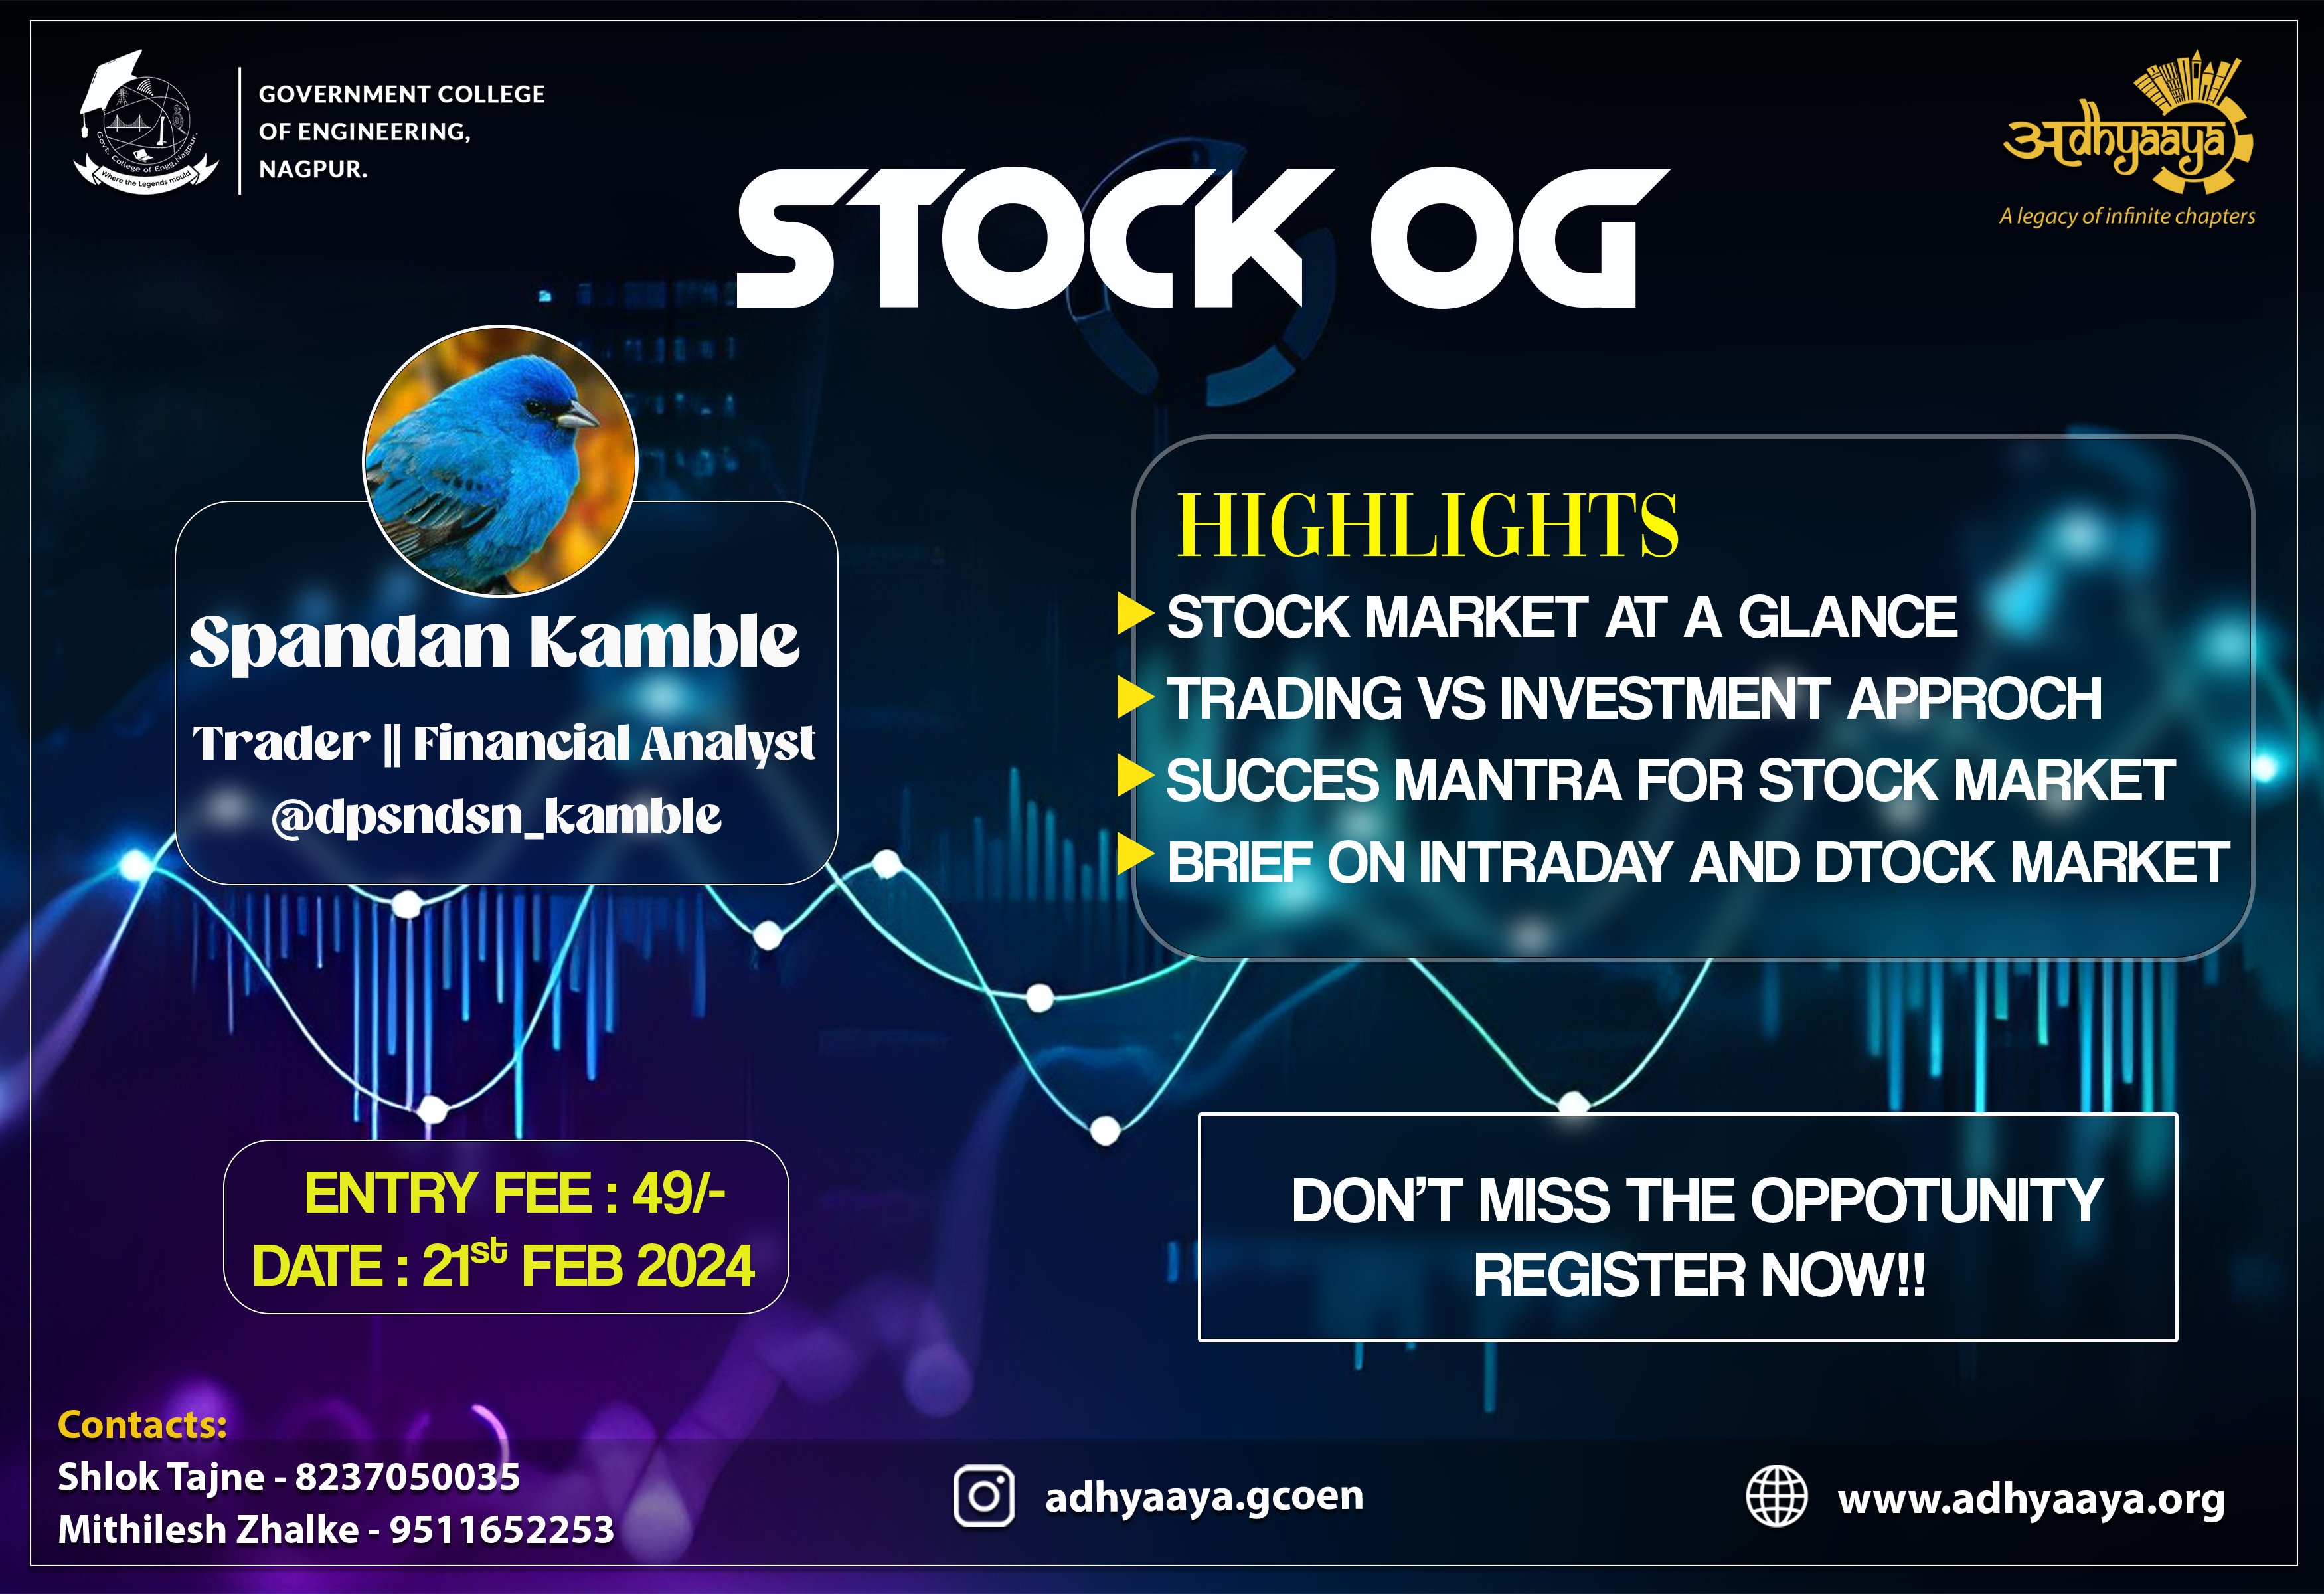 GOVERNMENT COLLEGE
OF ENGINEERING,
NAGPUR.
Govt. College of Engg, Nagpur.
Where the Legends mould
अdhyaaya
A legacy of infinite chapters
STOCK OG
Spandan Kamble
Trader || Financial Analyst
@dpsndsn_kamble
HIGHLIGHTS
STOCK MARKET AT A GLANCE
TRADING VS INVESTMENT APPROCH
SUCCES MANTRA FOR STOCK MARKET
BRIEF ON INTRADAY AND DTOCK MARKET
ENTRY FEE : 49/-
DATE : 21st FEB 2024
DON’T MISS THE OPPOTUNITY
REGISTER NOW!!
Contacts:
Shlok Tajne - 8237050035
Mithilesh Zhalke - 9511652253
adhyaaya.gcoen
www.adhyaaya.org